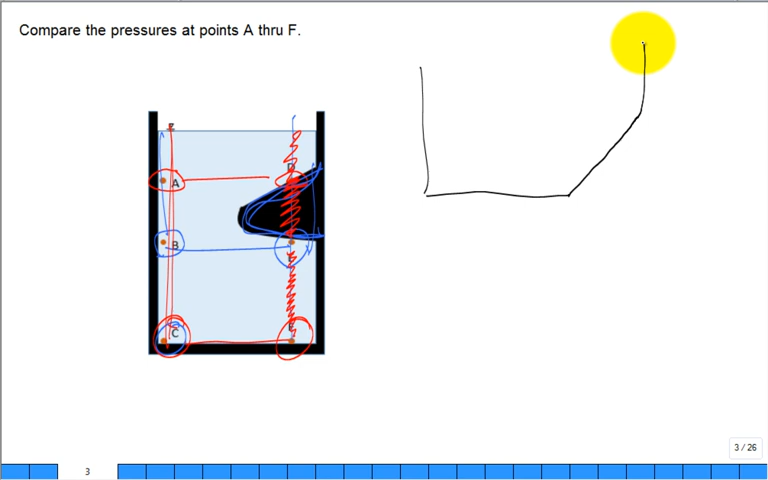 Compare the pressures at points A thru F.
A
D
B
E
C
F
3 / 26
3